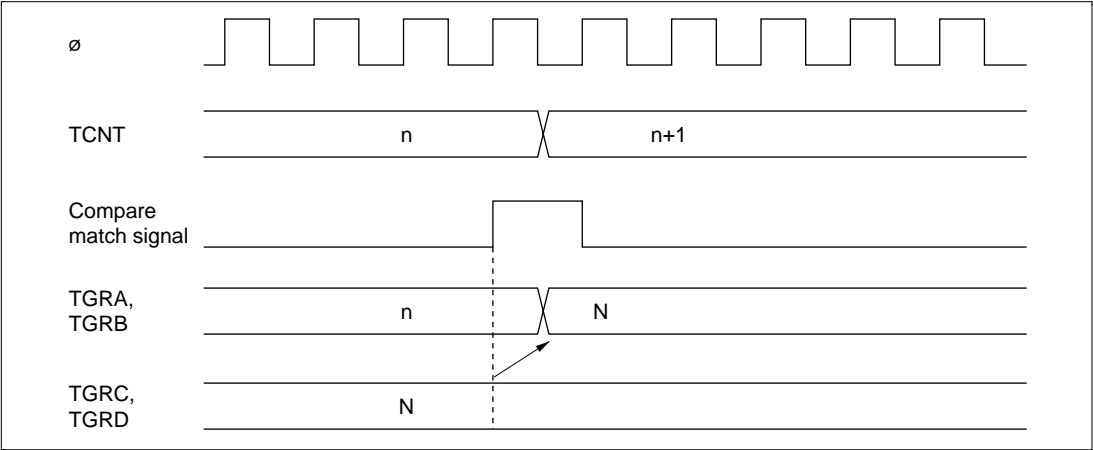 ø
TCNT
n
n+1
Compare
match signal
TGRA,
TGRB
n
N
TGRC,
TGRD
N